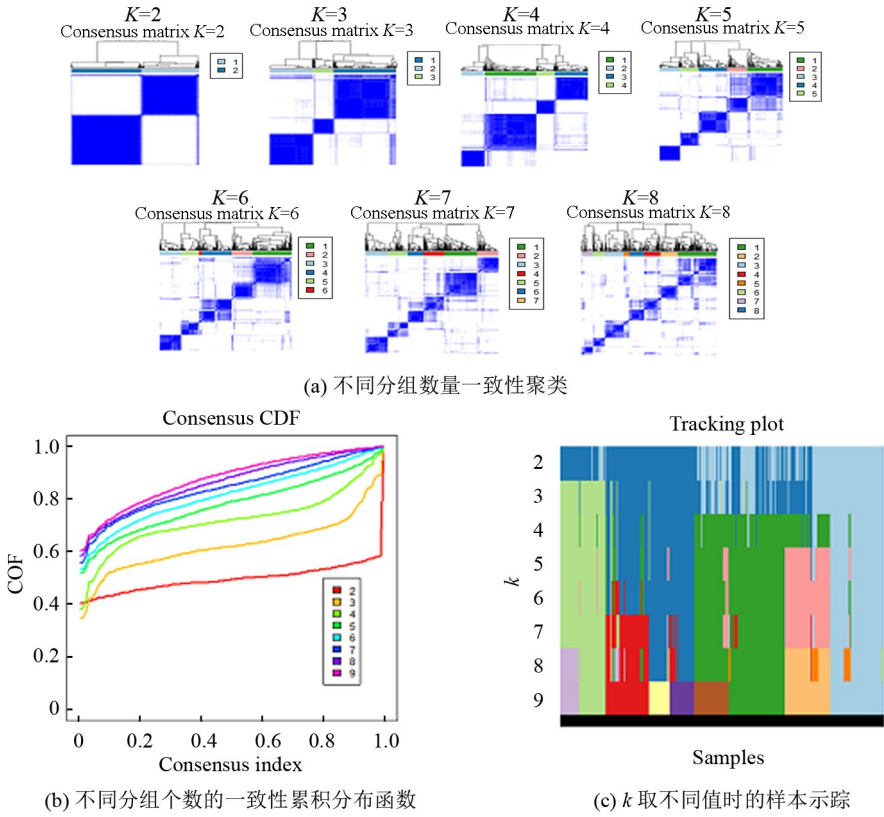 K=2
Consensus matrix K=2
1
2
K=3
Consensus matrix K=3
1
2
3
K=4
Consensus matrix K=4
1
2
3
4
K=5
Consensus matrix K=5
1
2
3
4
5
K=6
Consensus matrix K=6
1
2
3
4
5
6
K=7
Consensus matrix K=7
1
2
3
4
5
6
7
K=8
Consensus matrix K=8
1
2
3
4
5
6
7
8
(a) 不同分组数量一致性聚类
Consensus CDF
COF
1.0
0.8
0.6
0.4
0.2
0
2
3
4
5
6
7
8
9
0 0.2 0.4 0.6 0.8 1.0
Consensus index
(b) 不同分组个数的一致性累积分布函数
Tracking plot
k
2
3
4
5
6
7
8
9
Samples
(c) k 取不同值时的样本示踪